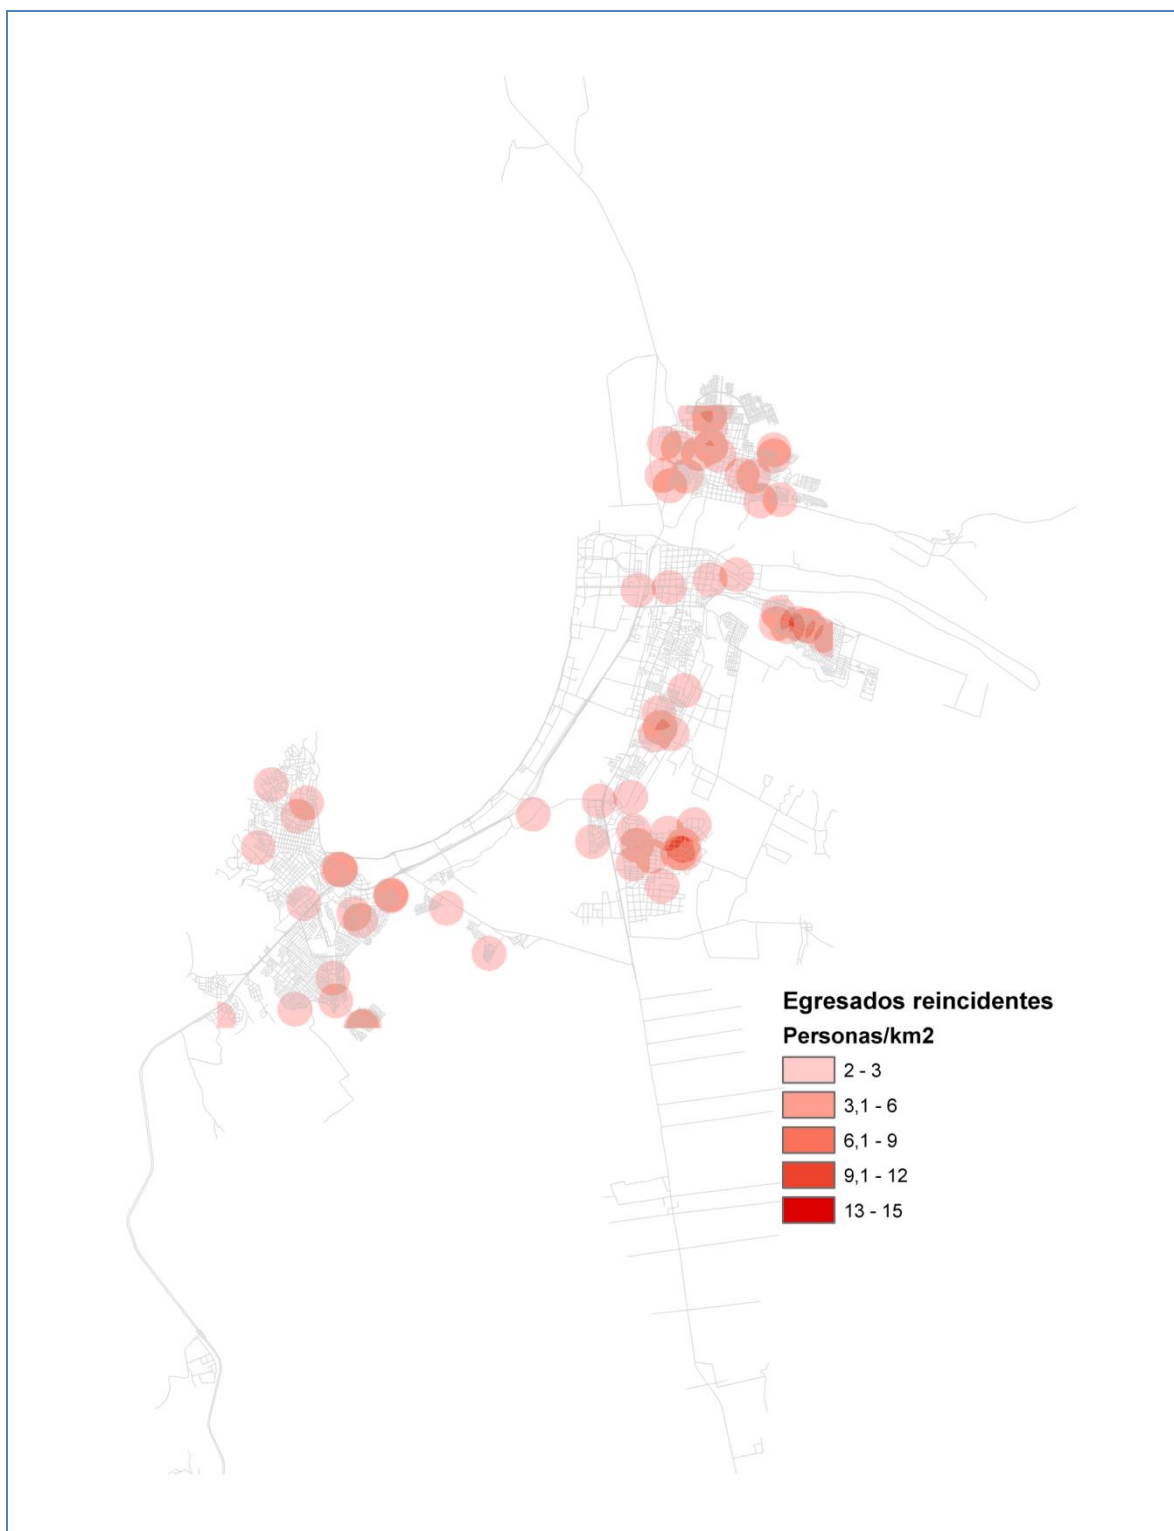 Egresados reincidentes
Personas/km2
2 - 3
3,1 - 6
6,1 - 9
9,1 - 12
13 - 15